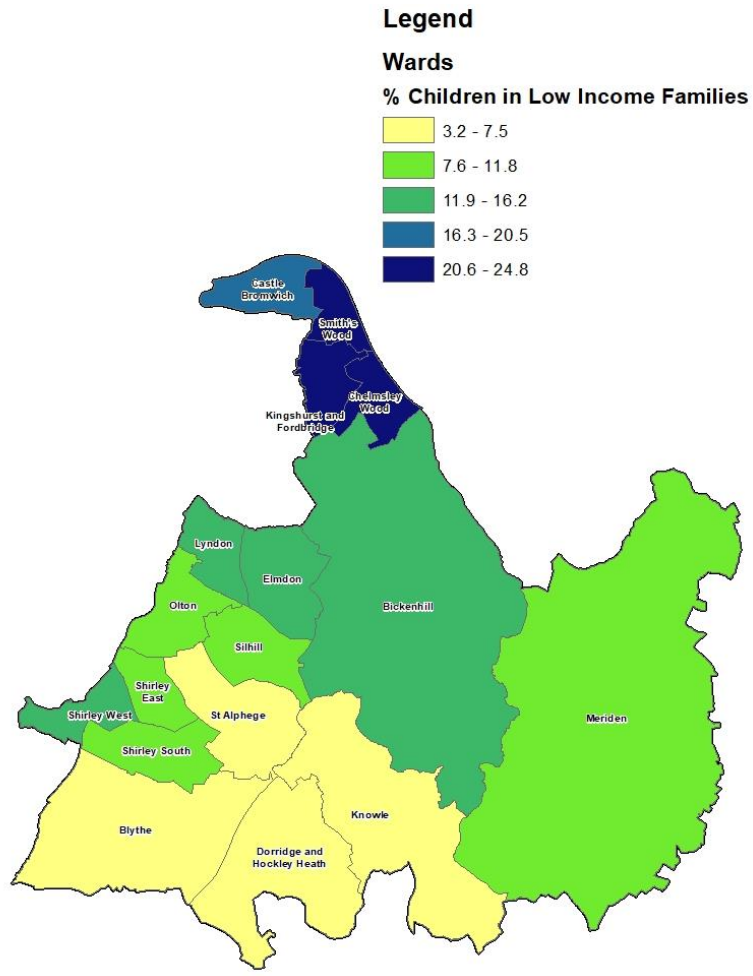 Legend
Wards
% Children in Low Income Families
3.2 - 7.5
7.6 - 11.8
11.9 - 16.2
16.3 - 20.5
20.6 - 24.8
Castle
Bromwich
Smith's
Wood
Chelmsley
Wood
Kingshurst and
Fordbridge
Lyndon
Elmdon
Bickenhill
Olton
Silhill
Shirley
East
Shirley West
St Alphege
Meriden
Shirley South
Knowle
Blythe
Dorridge and
Hockley Heath